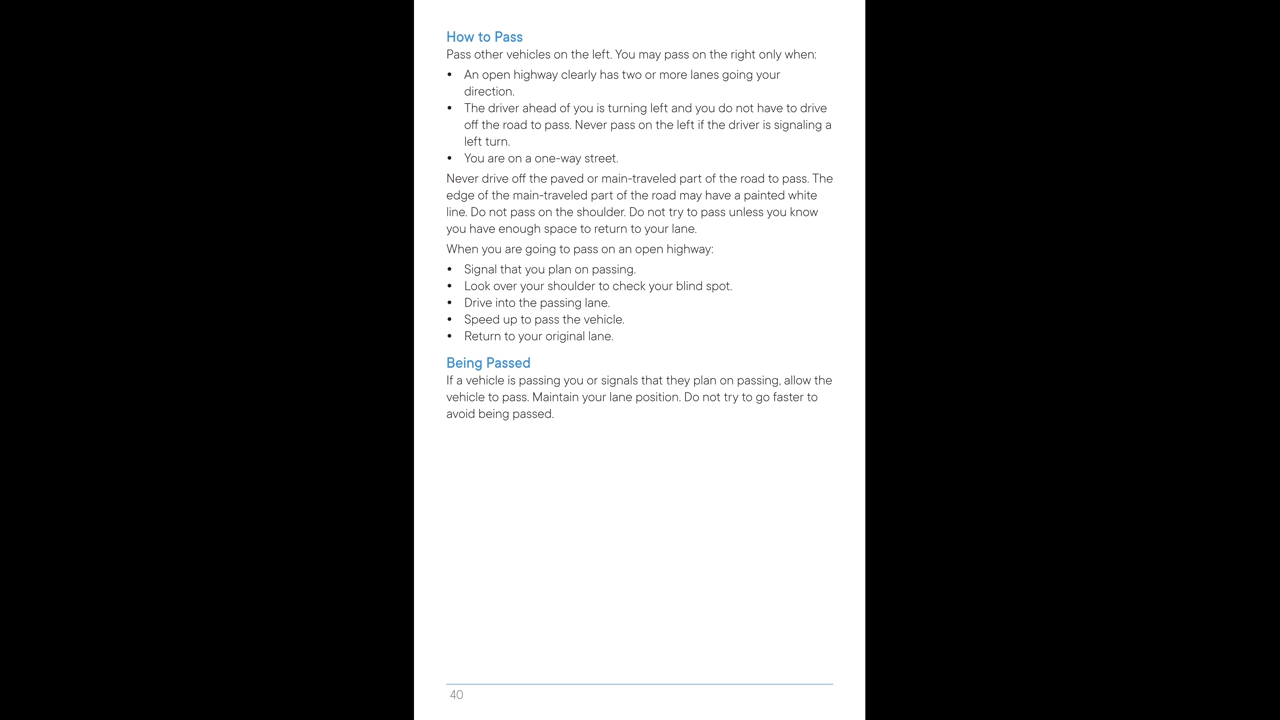 How to Pass
Pass other vehicles on the left. You may pass on the right only when:
• An open highway clearly has two or more lanes going your
direction.
• The driver ahead of you is turning left and you do not have to drive
off the road to pass. Never pass on the left if the driver is signaling a
left turn.
• You are on a one-way street.
Never drive off the paved or main-traveled part of the road to pass. The
edge of the main-traveled part of the road may have a painted white
line. Do not pass on the shoulder. Do not try to pass unless you know
you have enough space to return to your lane.
When you are going to pass on an open highway:
• Signal that you plan on passing.
• Look over your shoulder to check your blind spot.
• Drive into the passing lane.
• Speed up to pass the vehicle.
• Return to your original lane.
Being Passed
If a vehicle is passing you or signals that they plan on passing, allow the
vehicle to pass. Maintain your lane position. Do not try to go faster to
avoid being passed.
40